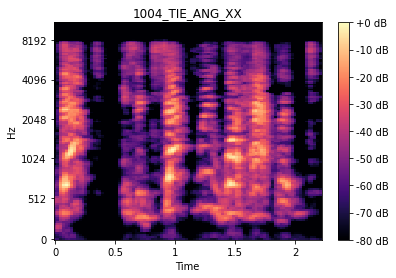 1004_TIE_ANG_XX
8192
4096
2048
1024
512
0
Hz
0
0.5
1
1.5
2
Time
+0 dB
-10 dB
-20 dB
-30 dB
-40 dB
-50 dB
-60 dB
-70 dB
-80 dB